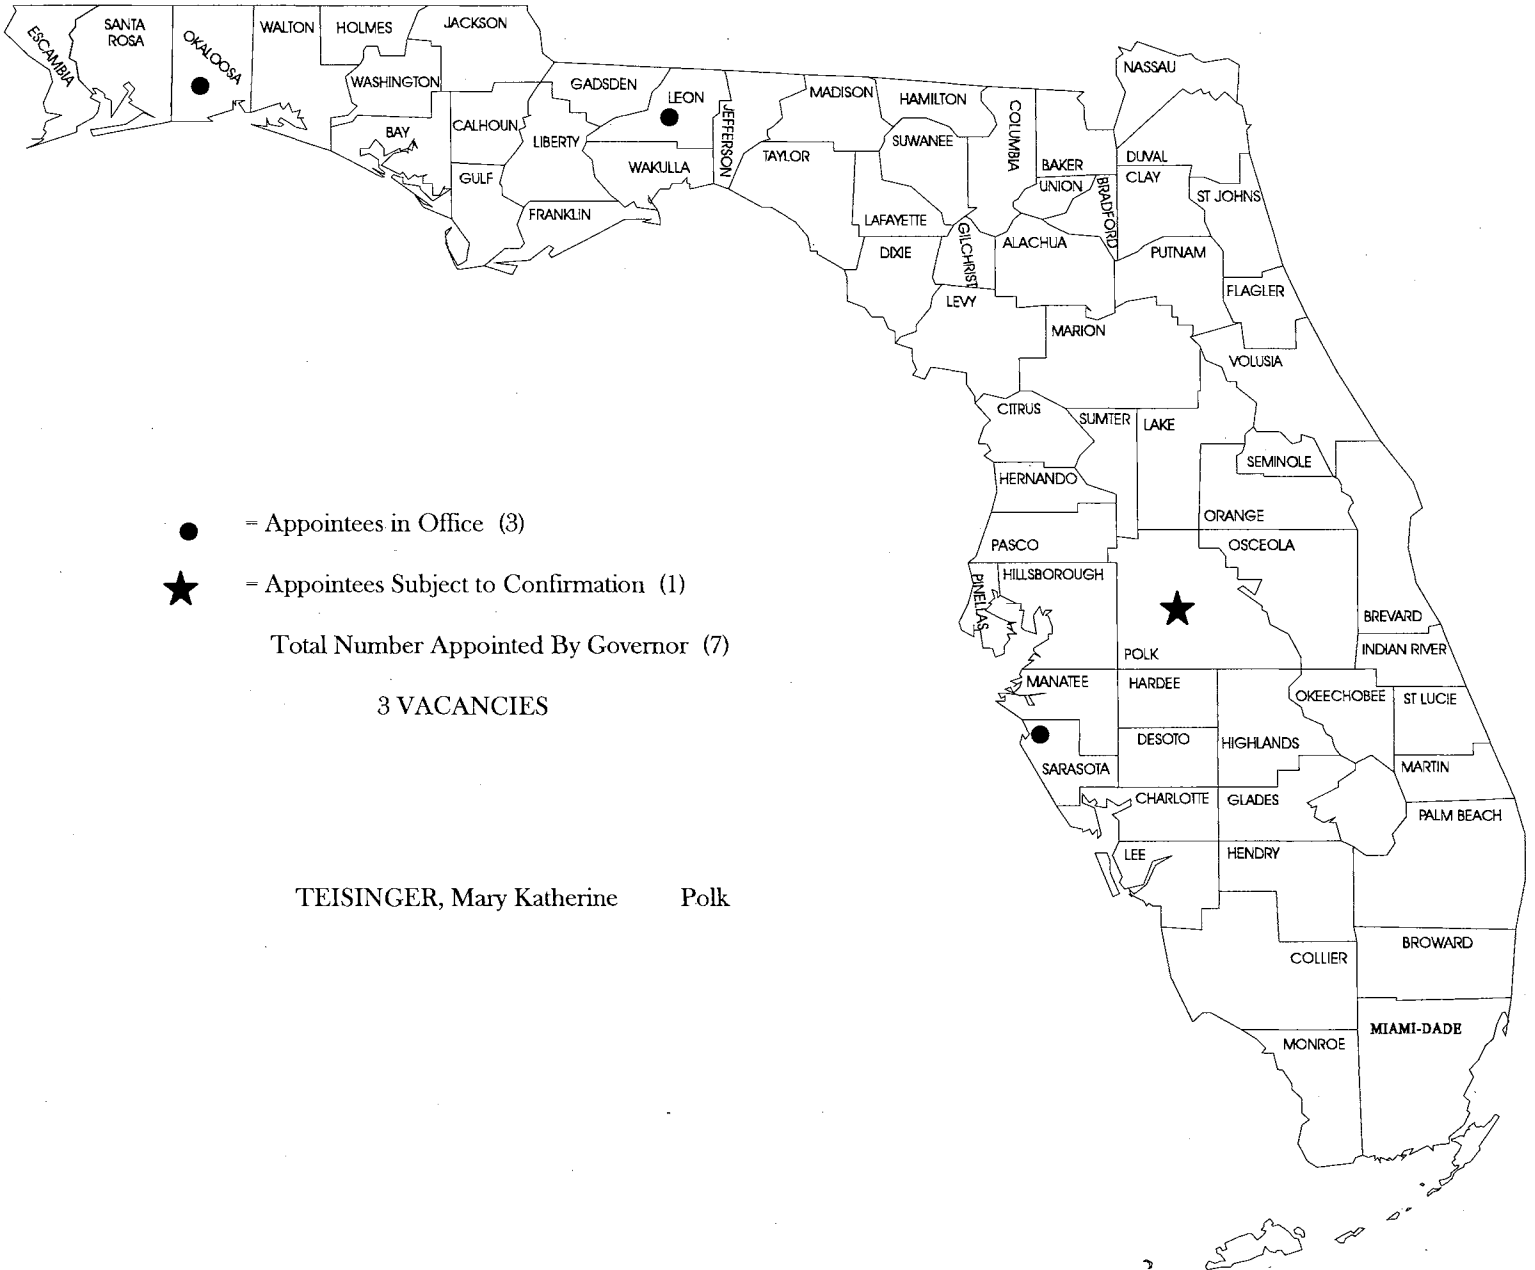 ESCAMBIA
SANTA
ROSA
OKALOOSA
WALTON
HOLMES
JACKSON
WASHINGTON
BAY
CALHOUN
GULF
GADSDEN
LIBERTY
FRANKLIN
LEON
WAKULLA
JEFFERSON
MADISON
TAYLOR
HAMILTON
SUWANEE
LAFAYETTE
DIXIE
COLUMBIA
GILCHRIST
LEVY
BAKER
UNION
BRADFORD
ALACHUA
NASSAU
DUVAL
CLAY
ST JOHNS
PUTNAM
FLAGLER
MARION
VOLUSIA
CITRUS
SUMTER
LAKE
SEMINOLE
HERNANDO
ORANGE
PASCO
OSCEOLA
PINELLAS
HILLSBOROUGH
POLK
BREVARD
INDIAN RIVER
MANATEE
HARDEE
OKEECHOBEE
ST LUCIE
SARASOTA
DESOTO
HIGHLANDS
MARTIN
CHARLOTTE
GLADES
PALM BEACH
LEE
HENDRY
COLLIER
BROWARD
MONROE
MIAMI-DADE
= Appointees in Office (3)
= Appointees Subject to Confirmation (1)
Total Number Appointed By Governor (7)
3 VACANCIES
TEISINGER, Mary Katherine Polk